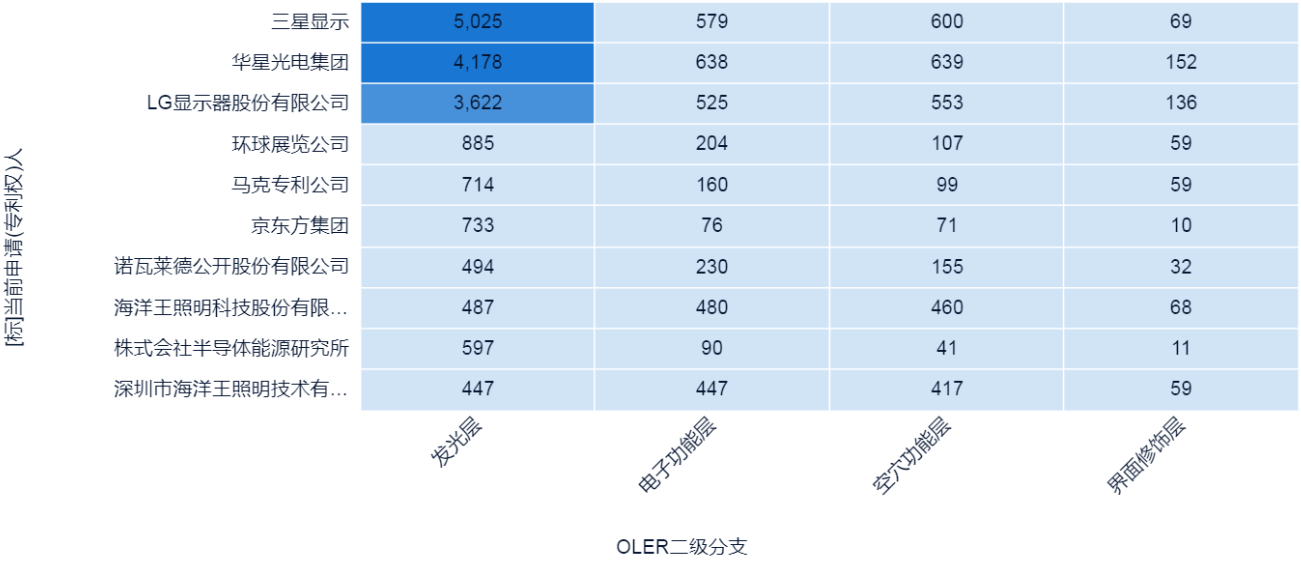 三星显示 5,025 579 600 69
华星光电集团 4,178 638 639 152
LG显示器股份有限公司 3,622 525 553 136
环球展览公司 885 204 107 59
马克专利公司 714 160 99 59
京东方集团 733 76 71 10
诺瓦莱德公开股份有限公司 494 230 155 32
海洋王照明科技股份有限… 487 480 460 68
株式会社半导体能源研究所 597 90 41 11
深圳市海洋王照明技术有… 447 447 417 59
[标]当前申请(专利权)人
发光层 电子功能层 空穴功能层 界面修饰层
OLER二级分支